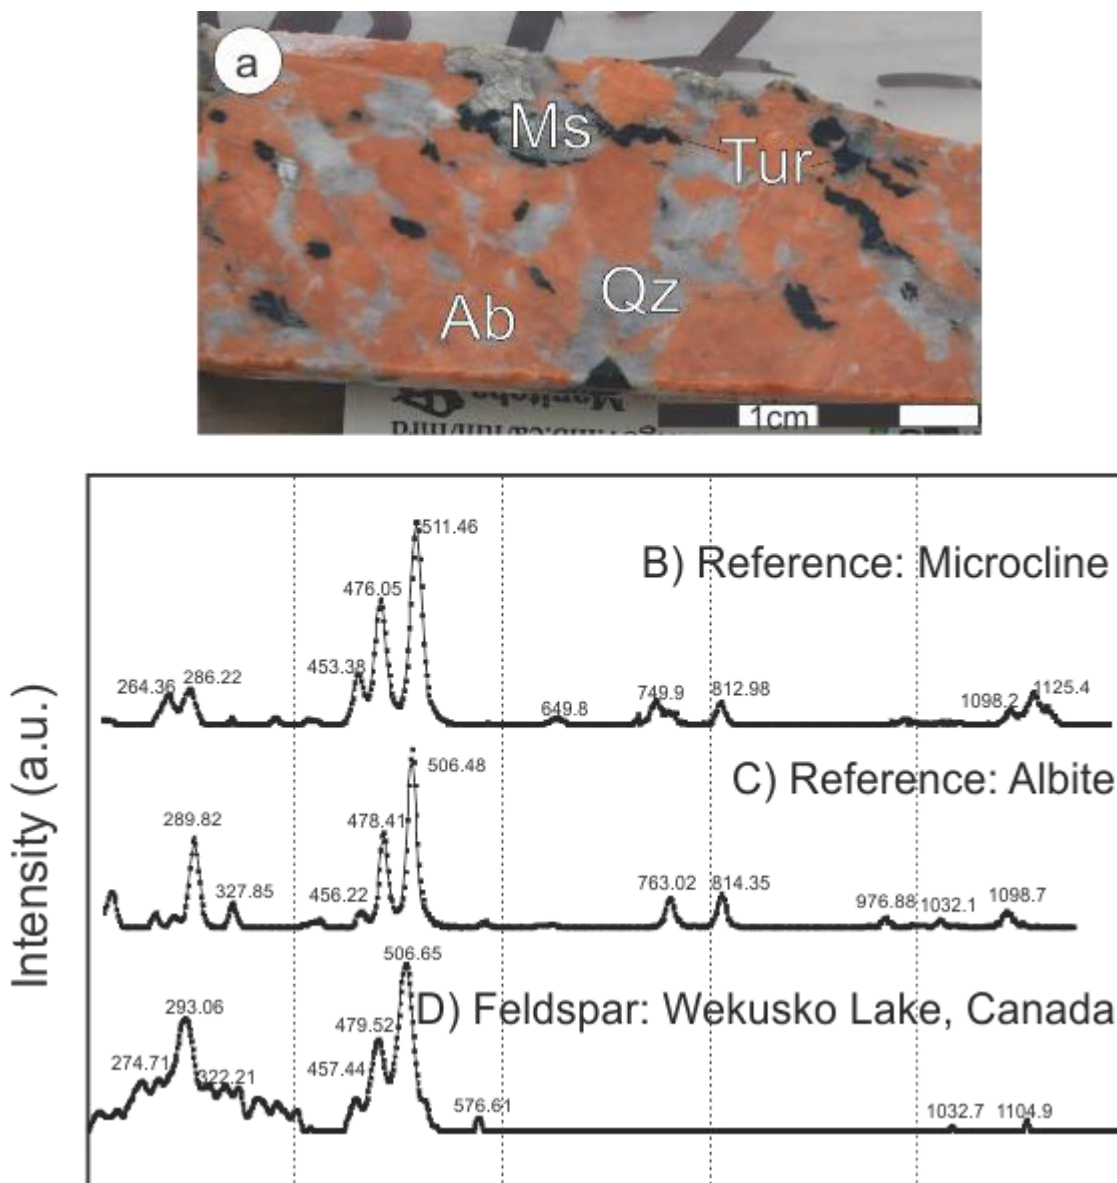 a
Ms
Tur
Qz
Ab
1cm
Manitoba
Intensity (a.u.)
B) Reference: Microcline
511.46
476.05
453.38
264.36
286.22
649.8
749.9
812.98
1098.2
1125.4
C) Reference: Albite
506.48
478.41
289.82
327.85
456.22
763.02
814.35
976.88
1032.1
1098.7
D) Feldspar: Wekusko Lake, Canada
506.65
293.06
479.52
274.71
322.21
457.44
576.61
1032.7
1104.9